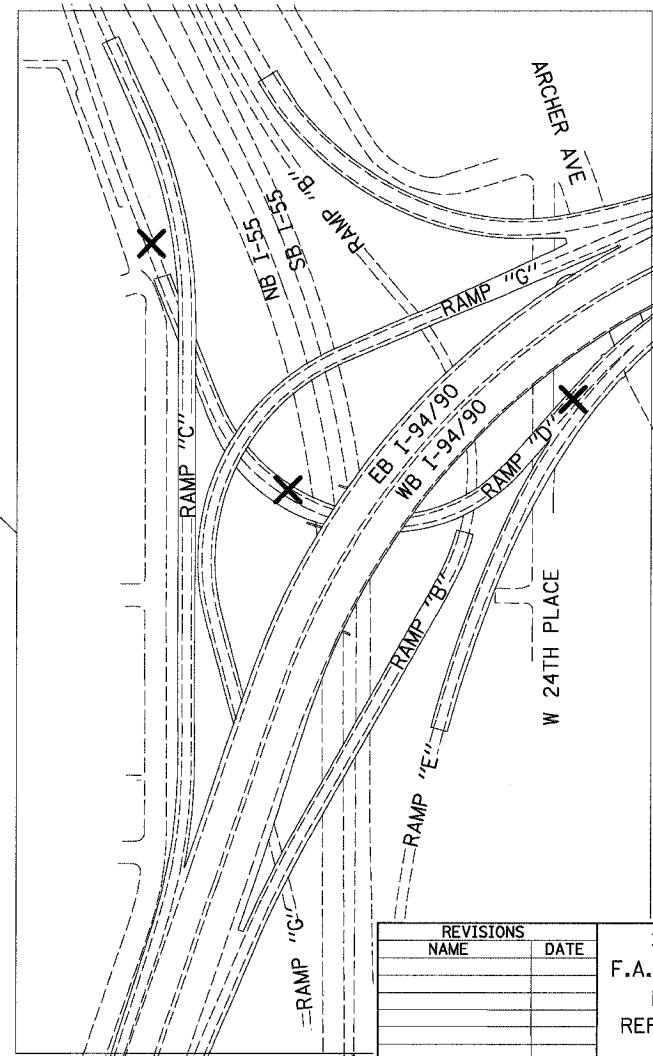 ARCHER AVE
RAMP "B"
SB I-55
NB I-55
RAMP "G"
EB I-94/90
WB I-94/90
RAMP "D"
RAMP "C"
RAMP "B"
W 24TH PLACE
RAMP "E"
RAMP "G"
REVISIONS
NAME DATE
F.A.
REF